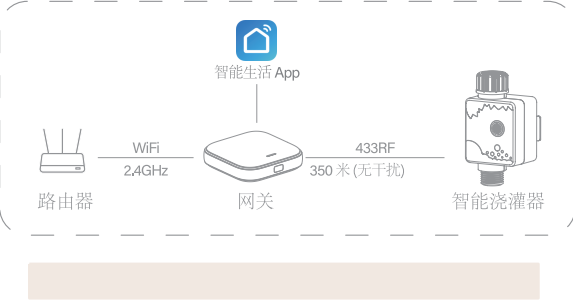 智能生活 App
WiFi
433RF
2.4GHz
350 米 (无干扰)
路由器
网关
智能浇灌器